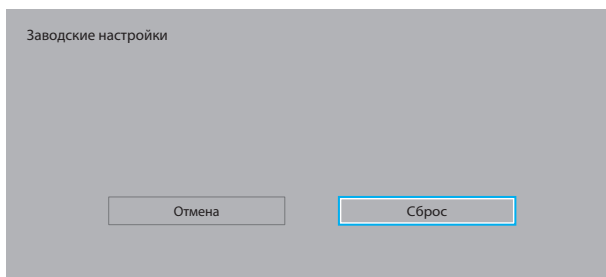 Заводские настройки
Отмена
Сброс